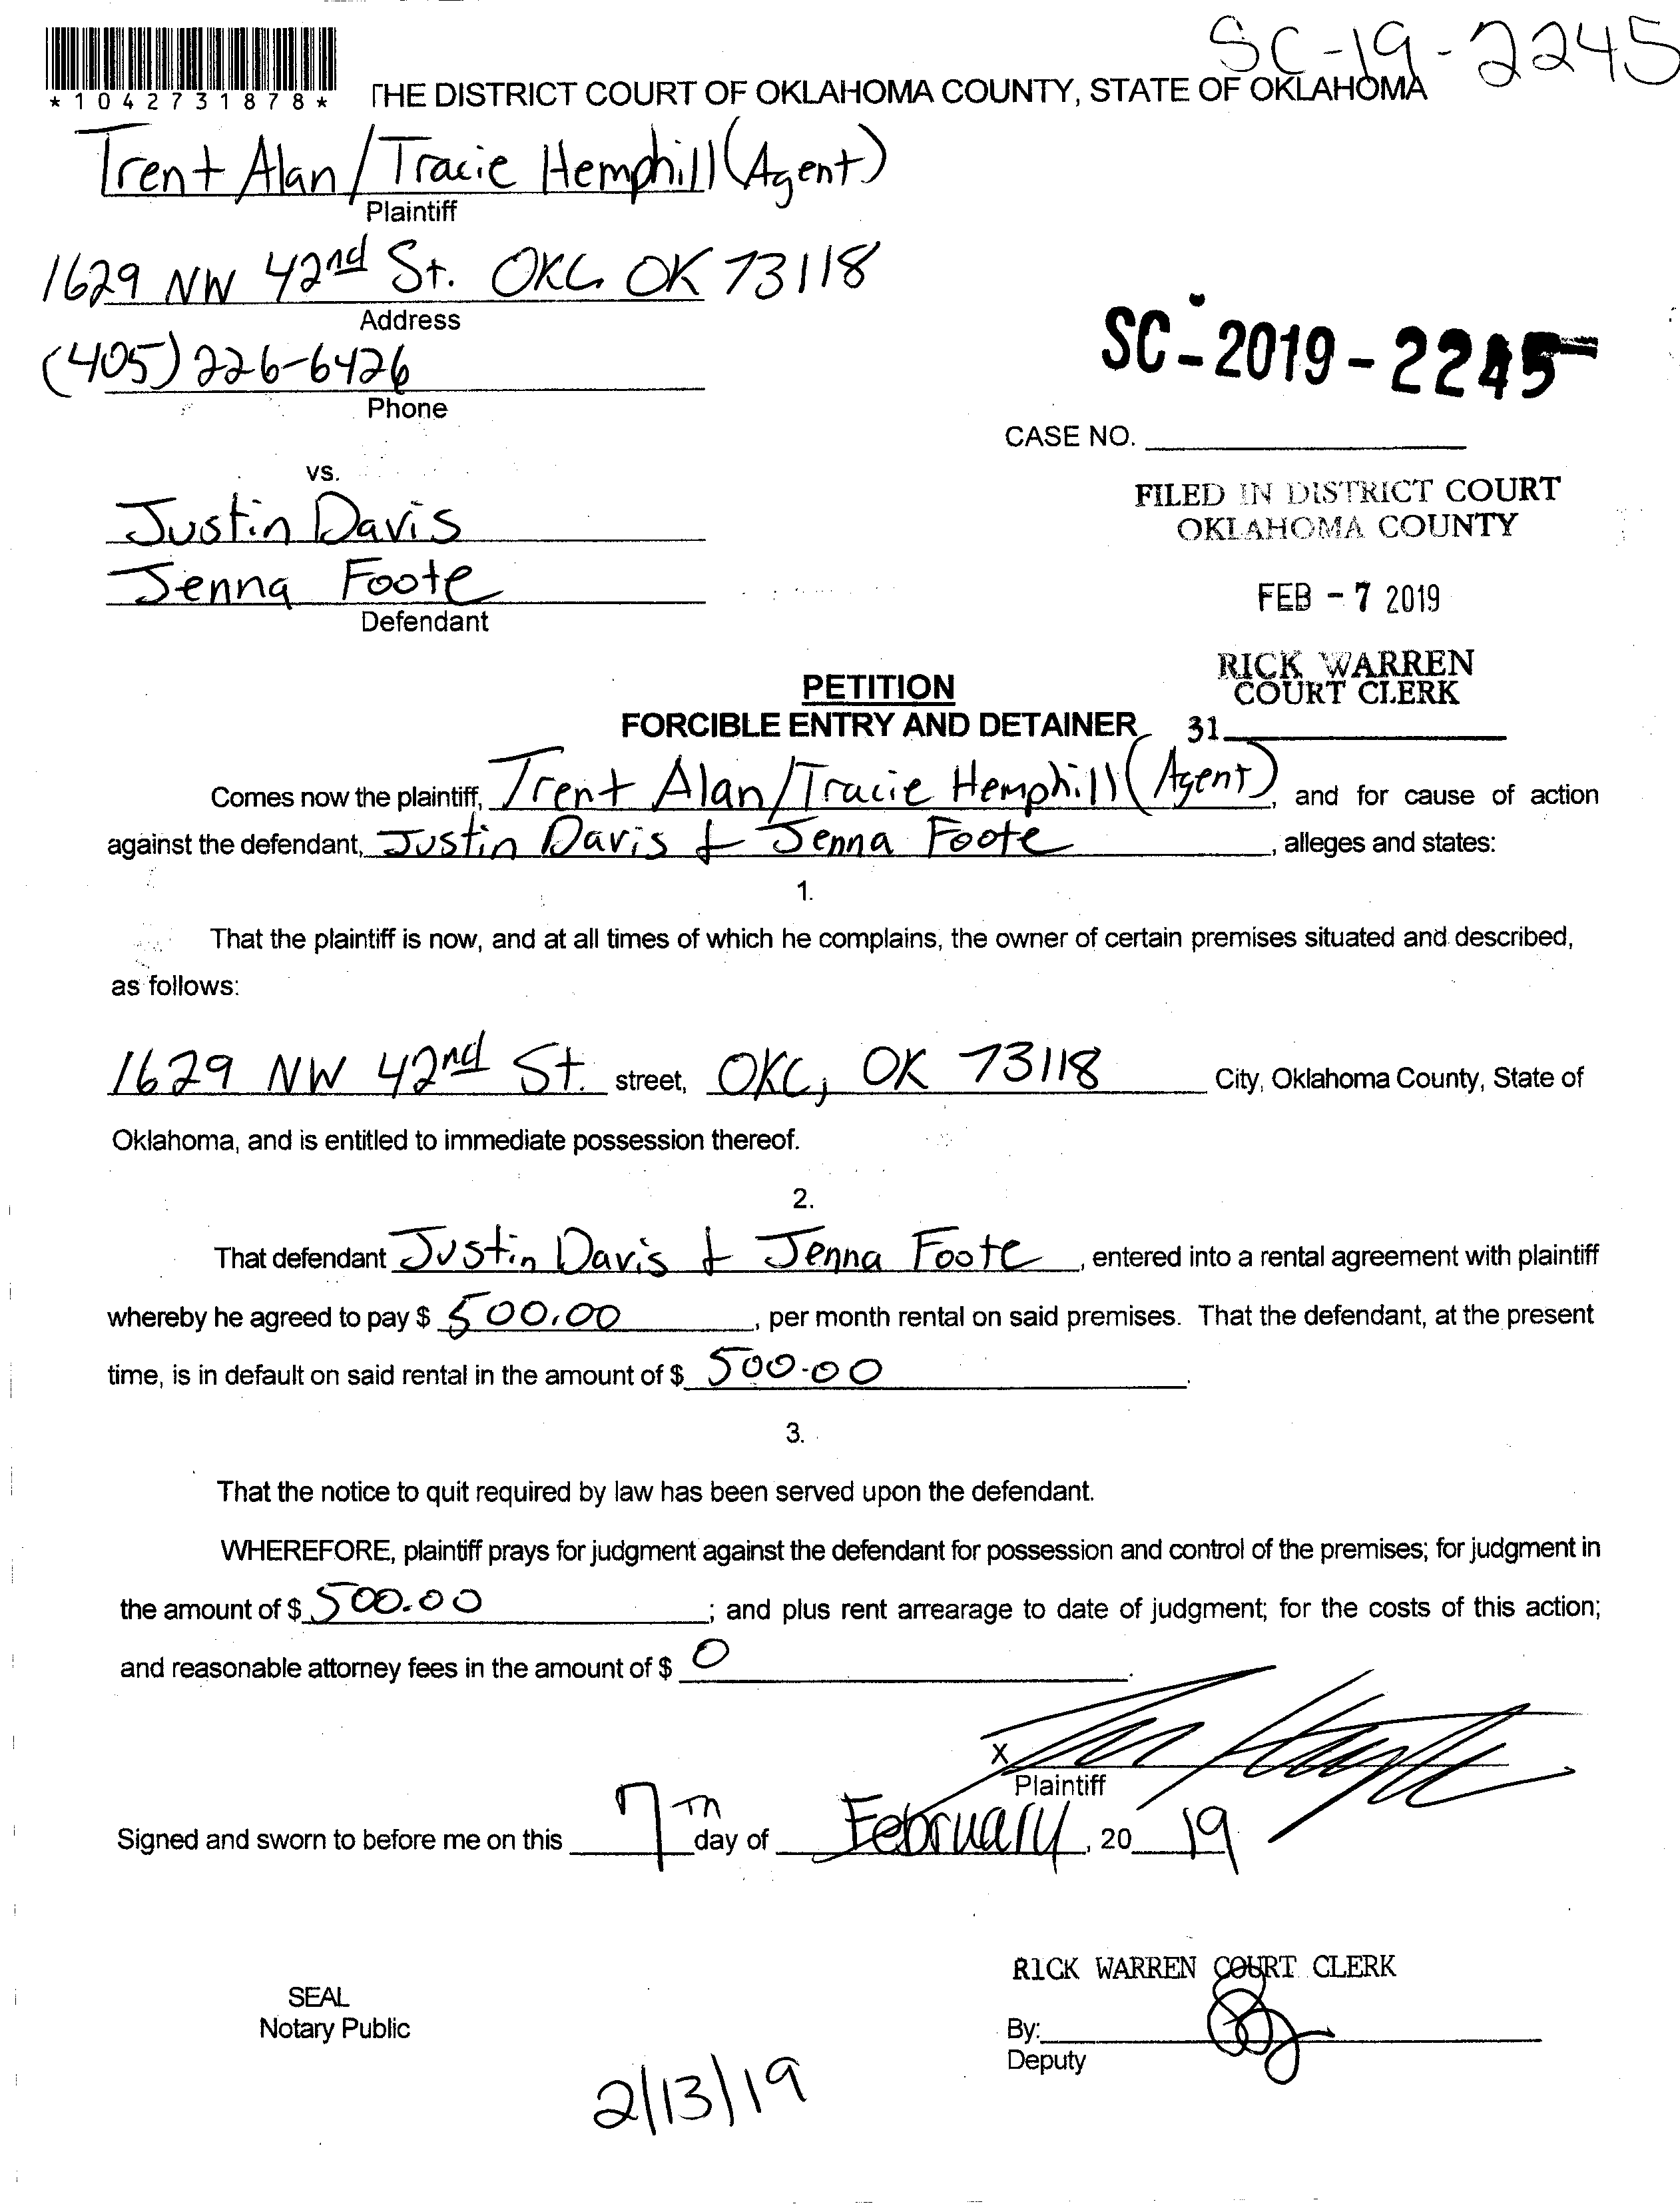 SC-19-2245
*1042731878*
THE DISTRICT COURT OF OKLAHOMA COUNTY, STATE OF OKLAHOMA
Trent Alan/Tracie Hemphill (Agent)
Plaintiff
1629 NW 42nd St. OKC OK 73118
Address
(405) 226-6426
Phone
SC-2019-2245
CASE NO.
vs.
Justin Davis
Jenna Foote
Defendant
FILED IN DISTRICT COURT
OKLAHOMA COUNTY
FEB - 7 2019
RICK WARREN
COURT CLERK
31
PETITION
FORCIBLE ENTRY AND DETAINER
Comes now the plaintiff, Trent Alan/Tracie Hemphill (Agent), and for cause of action
against the defendant, Justin Davis & Jenna Foote, alleges and states:
1.
That the plaintiff is now, and at all times of which he complains, the owner of certain premises situated and described,
as follows:
1629 NW 42nd St. street, OKC, OK 73118 City, Oklahoma County, State of
Oklahoma, and is entitled to immediate possession thereof.
2.
That defendant Justin Davis & Jenna Foote, entered into a rental agreement with plaintiff
whereby he agreed to pay $ 500.00, per month rental on said premises. That the defendant, at the present
time, is in default on said rental in the amount of $ 500.00.
3.
That the notice to quit required by law has been served upon the defendant.
WHEREFORE, plaintiff prays for judgment against the defendant for possession and control of the premises; for judgment in
the amount of $ 500.00; and plus rent arrearage to date of judgment; for the costs of this action;
and reasonable attorney fees in the amount of $ 0.
X
Plaintiff
Signed and sworn to before me on this 7th day of February, 20 19
RICK WARREN COURT CLERK
SEAL
Notary Public
By:
Deputy
2/13/19